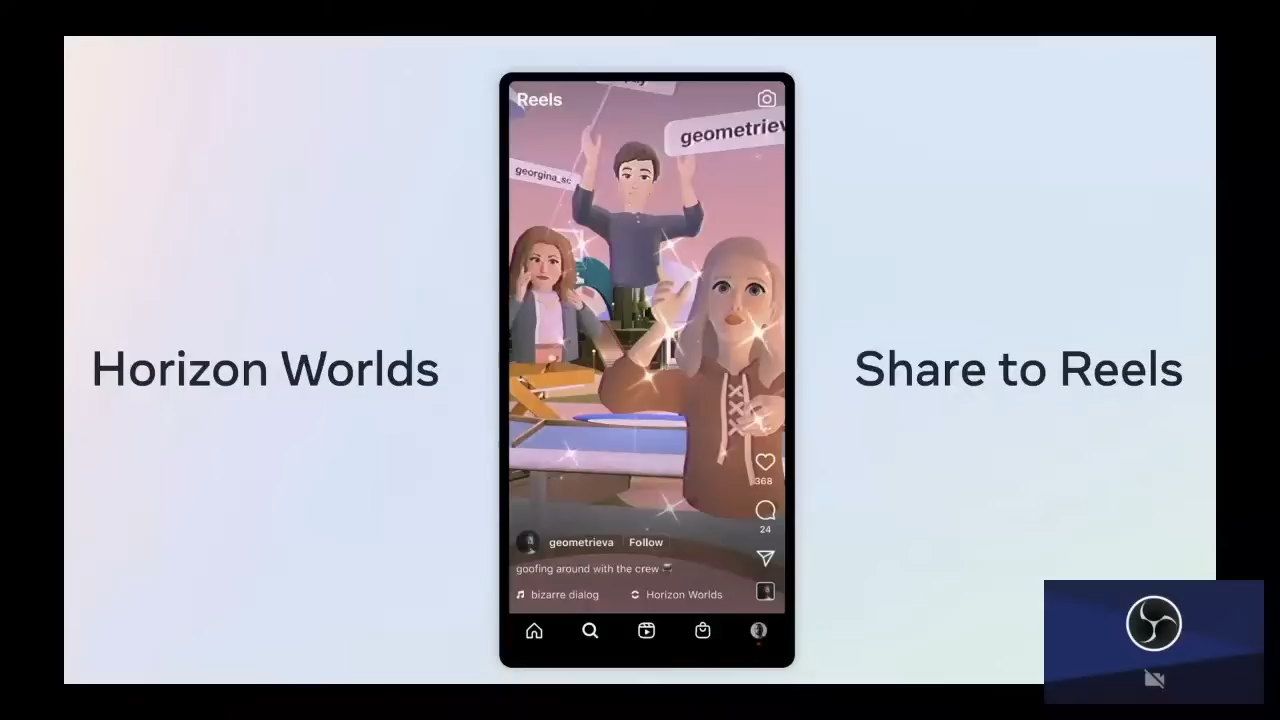 Reels
geometriev
georgina_sc
Horizon Worlds
Share to Reels
368
24
geometrieva
Follow
goofing around with the crew
bizarre dialog
Horizon Worlds